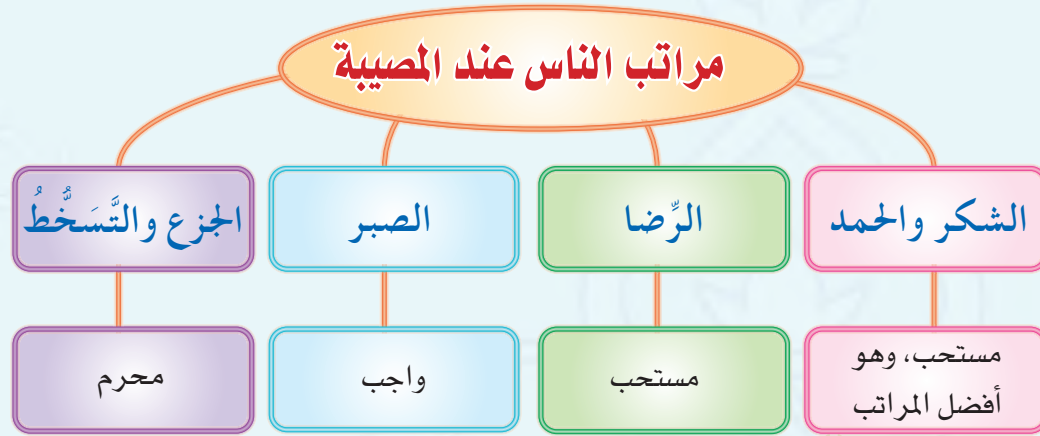 مراتب الناس عند المصيبة
الشكر والحمد
الرِّضا
الصبر
الجزع والتَّسَخُّطُ
مستحب، وهو
أفضل المراتب
مستحب
واجب
محرم